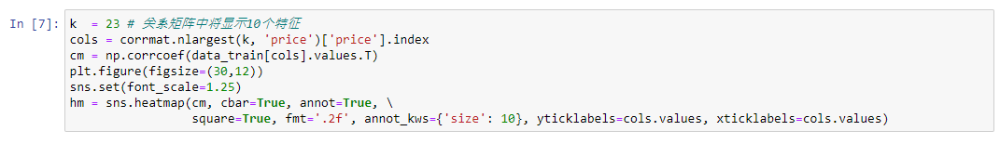 In [7]: k  = 23 # 关系矩阵中将显示10个特征
cols = corrmat.nlargest(k, 'price')['price'].index
cm = np.corrcoef(data_train[cols].values.T)
plt.figure(figsize=(30,12))
sns.set(font_scale=1.25)
hm = sns.heatmap(cm, cbar=True, annot=True, \
                 square=True, fmt='.2f', annot_kws={'size': 10}, yticklabels=cols.values, xticklabels=cols.values)